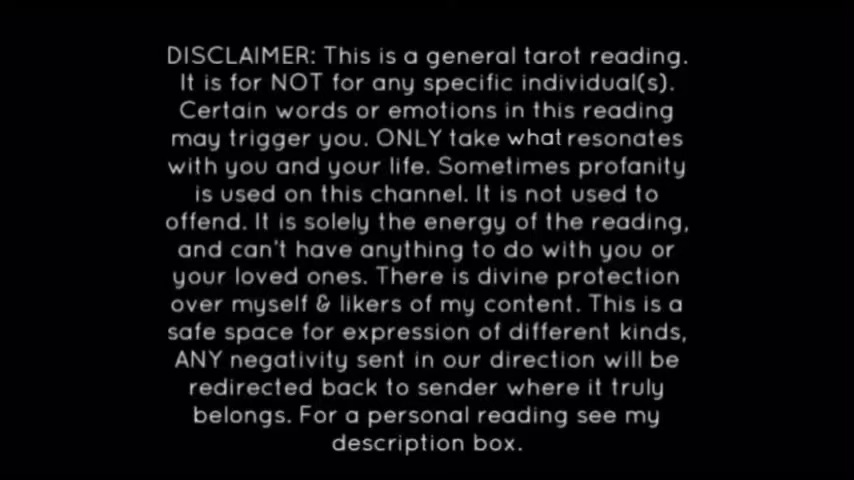 DISCLAIMER: This is a general tarot reading.
It is for NOT for any specific individual(s).
Certain words or emotions in this reading
may trigger you. ONLY take what resonates
with you and your life. Sometimes profanity
is used on this channel. It is not used to
offend. It is solely the energy of the reading,
and can't have anything to do with you or
your loved ones. There is divine protection
over myself & likers of my content. This is a
safe space for expression of different kinds,
ANY negativity sent in our direction will be
redirected back to sender where it truly
belongs. For a personal reading see my
description box.